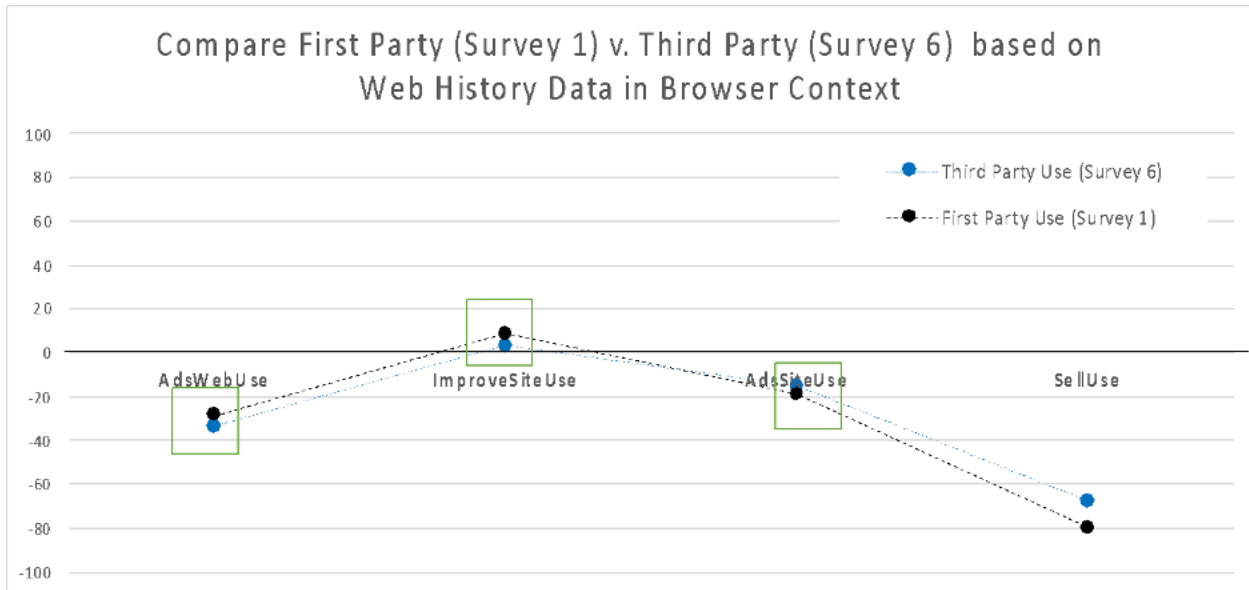 Compare First Party (Survey 1) v. Third Party (Survey 6) based on
Web History Data in Browser Context
100
80
60
40
20
0
-20
-40
-60
-80
-100
Third Party Use (Survey 6)
First Party Use (Survey 1)
AdsWebUse
ImproveSiteUse
AdsSiteUse
SellUse